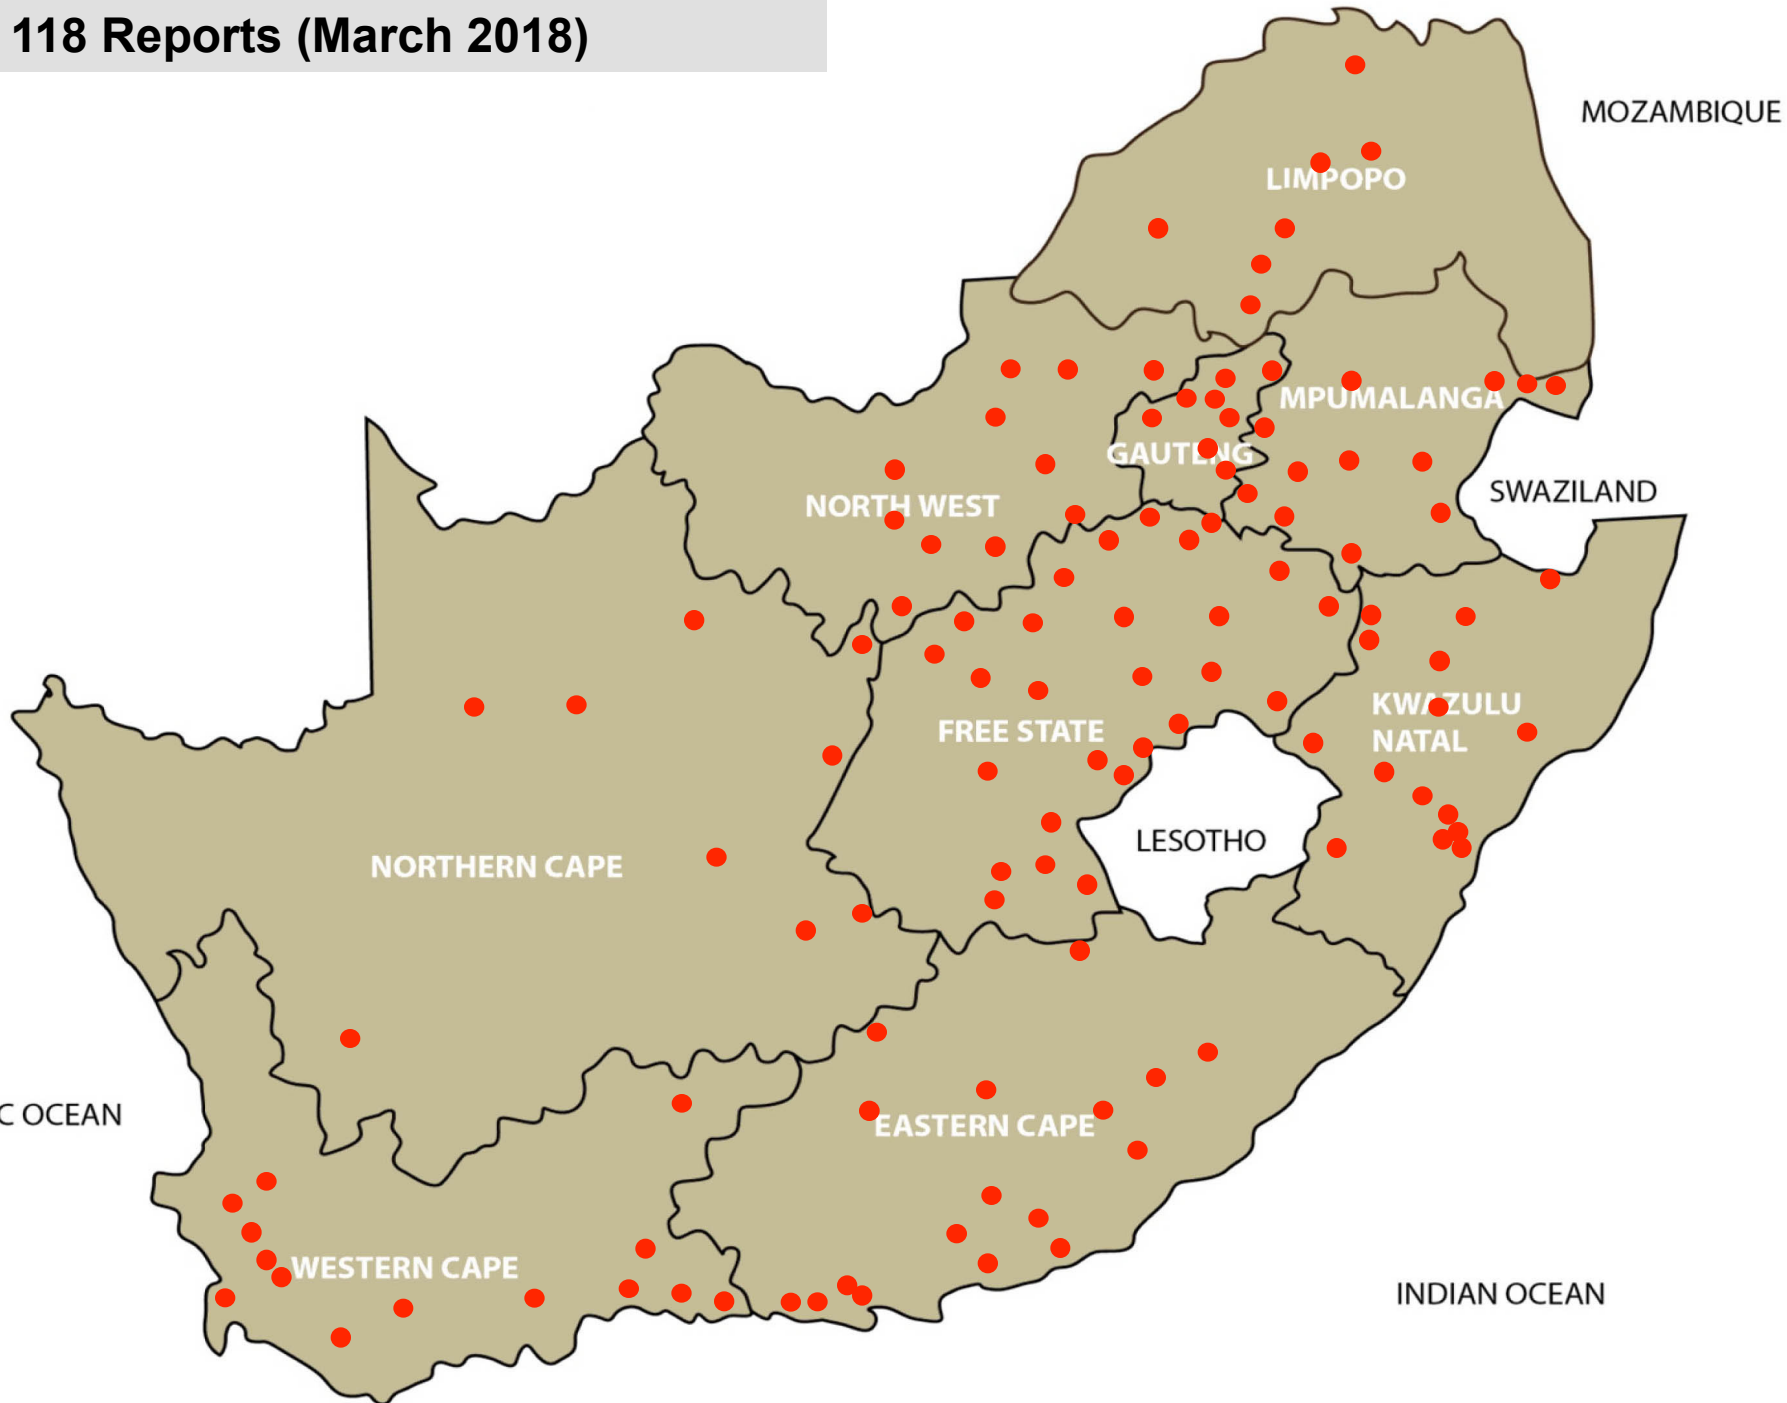 118 Reports (March 2018)
MOZAMBIQUE
LIMPOPO
MPUMALANGA
GAUTENG
SWAZILAND
NORTH WEST
KWAZULU
NATAL
FREE STATE
LESOTHO
NORTHERN CAPE
C OCEAN
EASTERN CAPE
WESTERN CAPE
INDIAN OCEAN